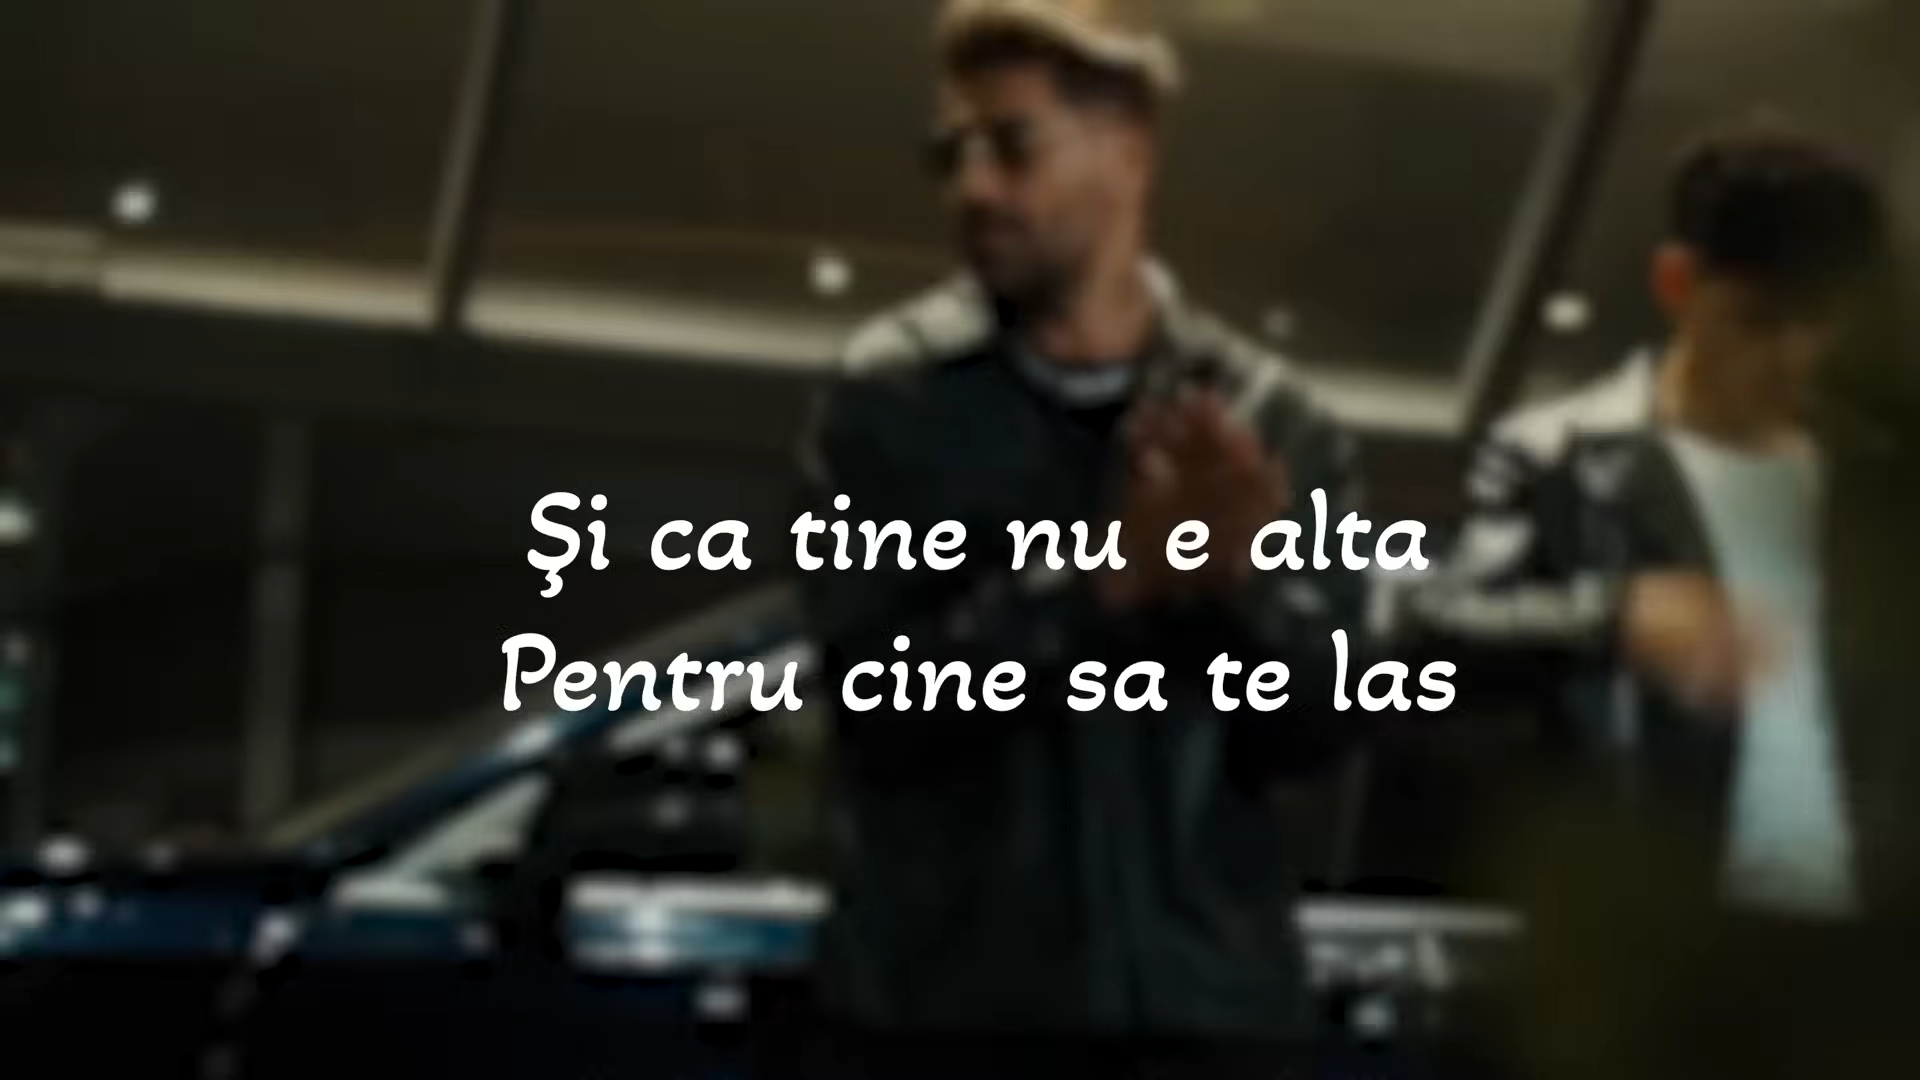 Şi ca tine nu e alta
Pentru cine sa te las